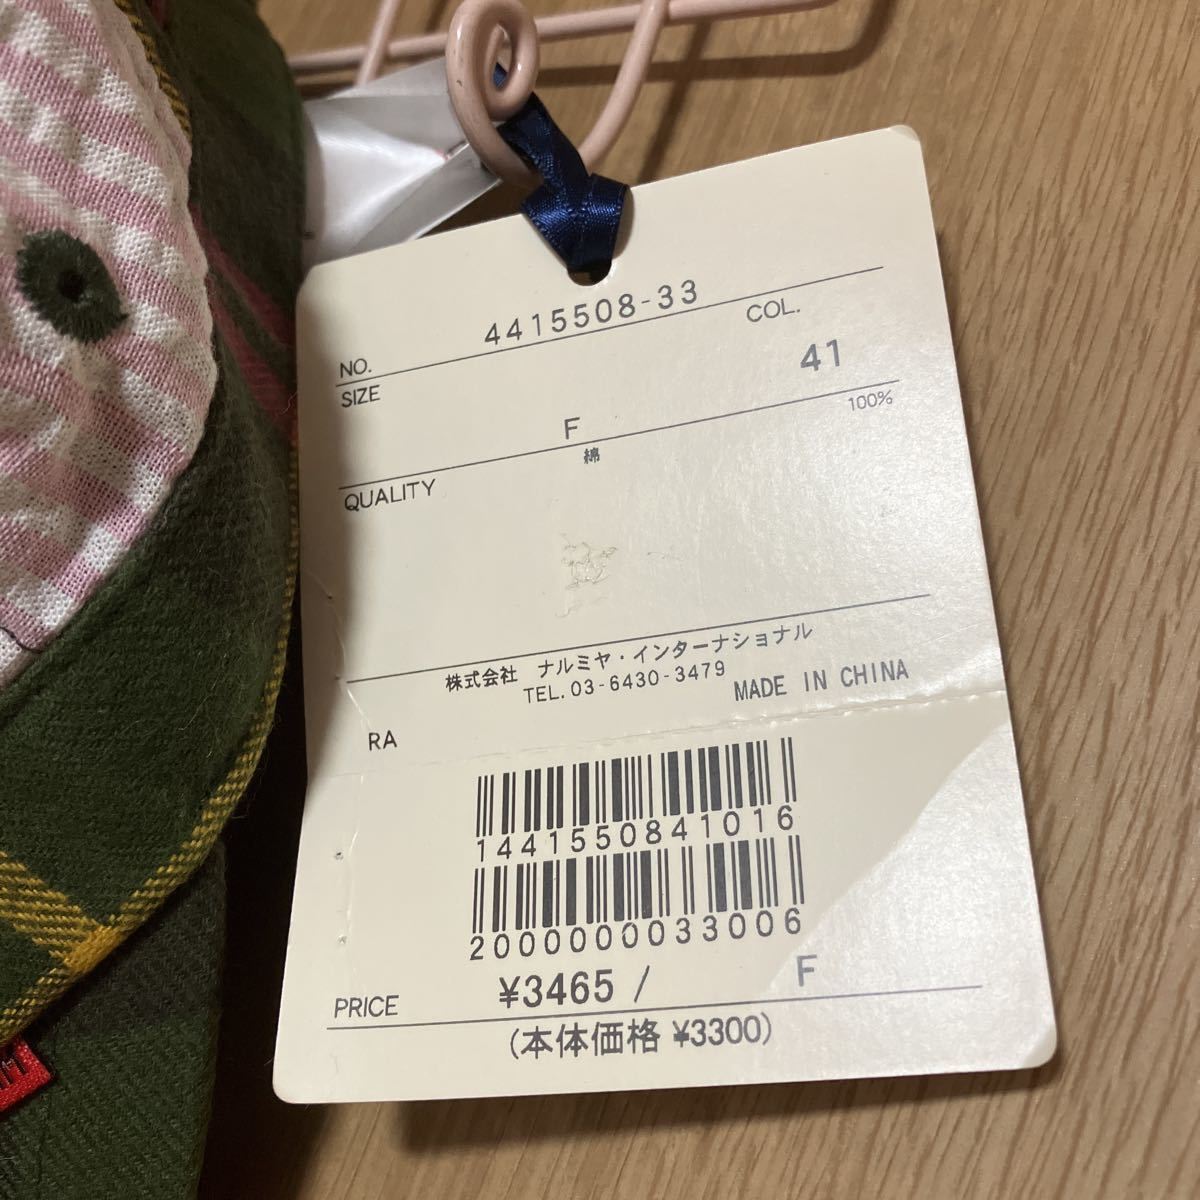 NO. 4415508-33
COL.
SIZE
41
F
綿 100%
QUALITY
株式会社 ナルミヤ・インターナショナル
TEL.03-6430-3479
MADE IN CHINA
RA
1441550841016
2000000033006
PRICE ¥3465/ F
(本体価格 ¥3300)